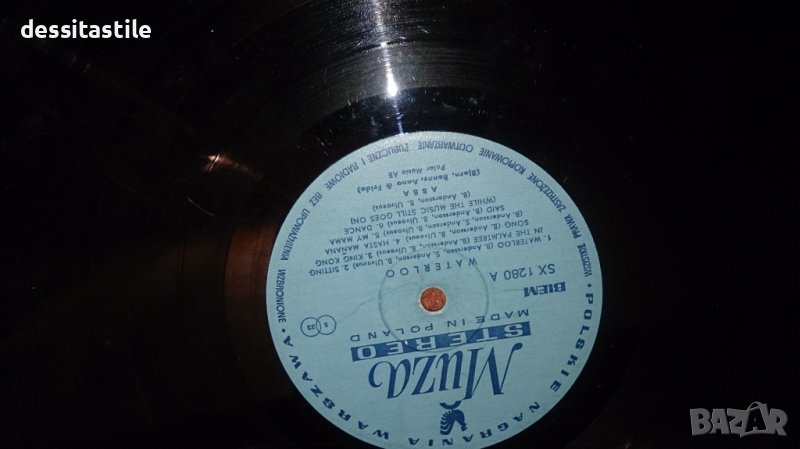 dessitastile
• POLSKIE NAGRANIA WARSZAWA •
Muza
STEREO
MADE IN POLAND
BIEM
SX 1280 A
S 03
WATERLOO
1. WATERLOO (B. Andersson, S. Anderson, B. Ulvaeus) 2. SITTING
IN THE PALMTREE (B. Andersson, B. Ulvaeus) 3. KING KONG
SONG (B. Andersson, B. Ulvaeus) 4. HASTA MAÑANA
(B. Andersson, S. Anderson, B. Ulvaeus) 5. MY MAMA
SAID (B. Andersson, B. Ulvaeus) 6. DANCE
(WHILE THE MUSIC STILL GOES ON)
(B. Andersson, B. Ulvaeus)
ABBA
(Bjorn, Benny, Anna & Frida)
Polar Music AB
WSZELKIE PRAWA ZASTRZEŻONE KOPIOWANIE ODTWARZANIE PUBLICZNE I RADIOWE BEZ UPOWAŻNIENIA WZBRONIONE
BAZAR